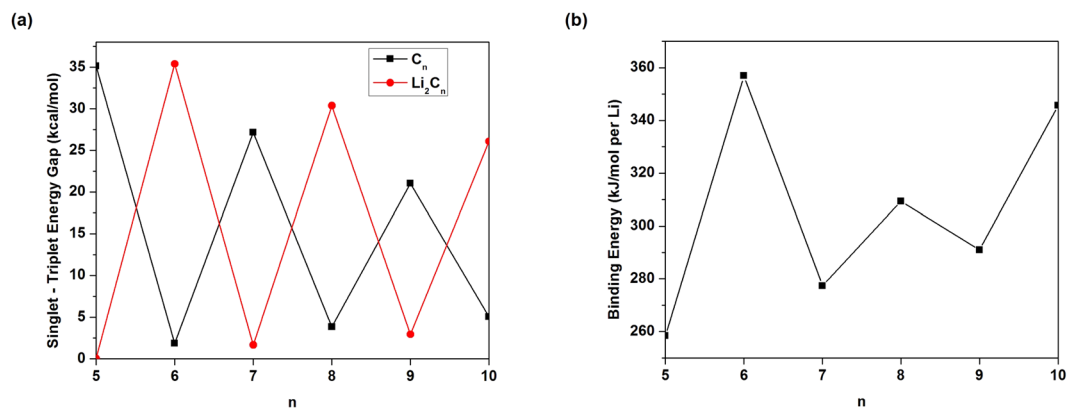 (a)
Singlet - Triplet Energy Gap (kcal/mol)
35
30
25
20
15
10
5
0
5 6 7 8 9 10
n
Cn
Li2Cn
(b)
Binding Energy (kJ/mol per Li)
360
340
320
300
280
260
5 6 7 8 9 10
n